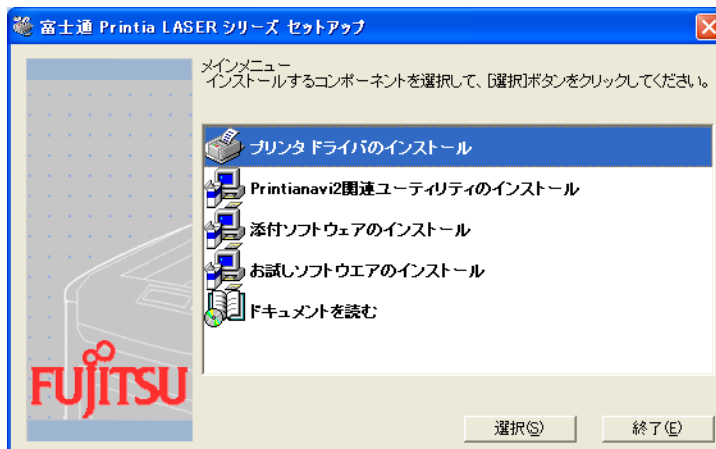 富士通 Printia LASER シリーズ セットアップ
メインメニュー
インストールするコンポーネントを選択して、[選択]ボタンをクリックしてください。
プリンタ ドライバのインストール
Printianavi2関連ユーティリティのインストール
添付ソフトウェアのインストール
お試しソフトウエアのインストール
ドキュメントを読む
FUJITSU
選択(S)
終了(E)